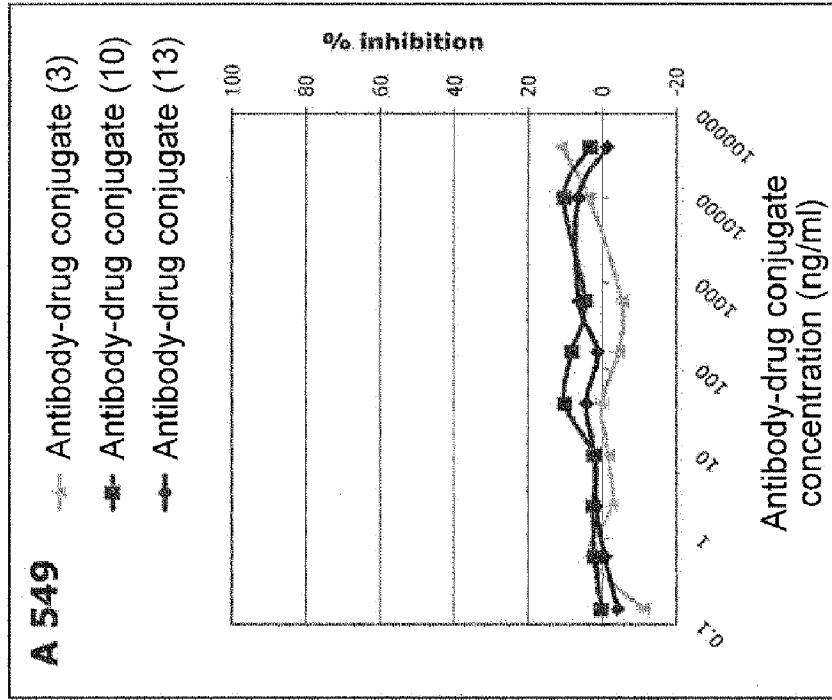 A 549
Antibody-drug conjugate (3)
Antibody-drug conjugate (10)
Antibody-drug conjugate (13)
% inhibition
100
80
60
40
20
0
-20
0.1
1
10
100
1000
10000
100000
Antibody-drug conjugate
concentration (ng/ml)